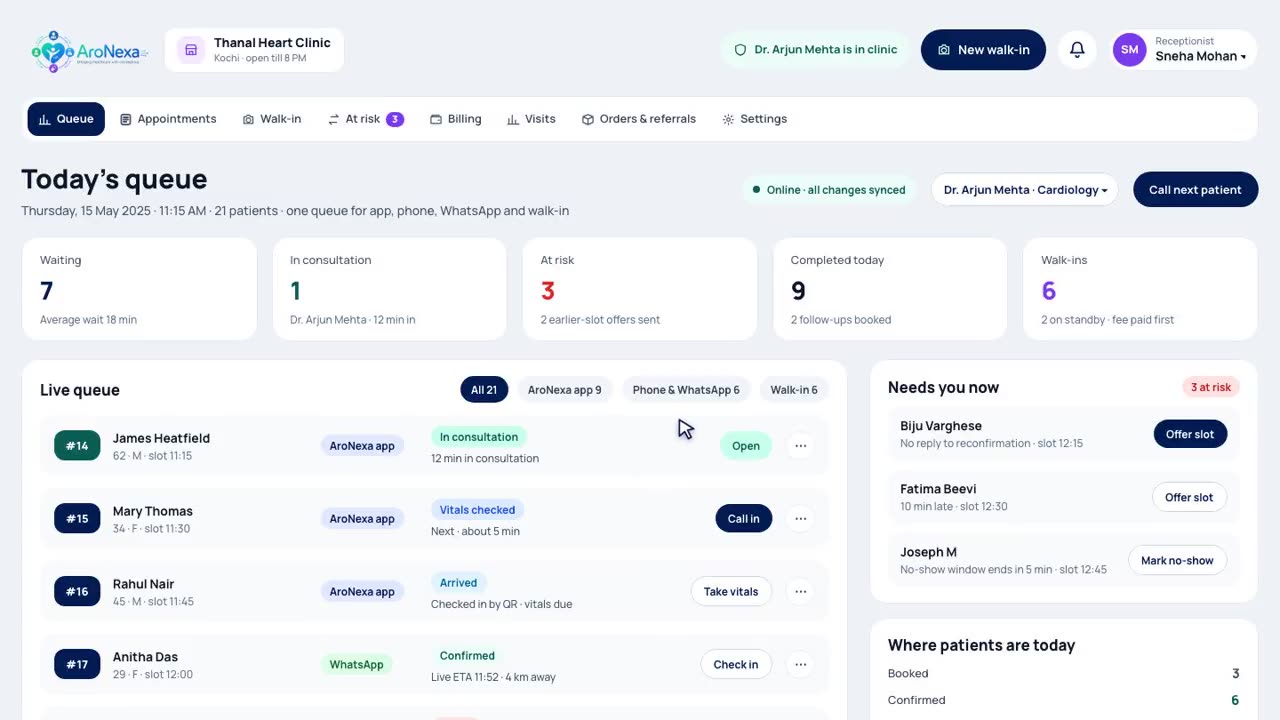 AroNexa
Thanal Heart Clinic
Kochi · open till 8 PM
Dr. Arjun Mehta is in clinic
New walk-in
SM
Receptionist
Sneha Mohan
Queue
Appointments
Walk-in
At risk 3
Billing
Visits
Orders & referrals
Settings
Today's queue
Thursday, 15 May 2025 · 11:15 AM · 21 patients · one queue for app, phone, WhatsApp and walk-in
Online · all changes synced
Dr. Arjun Mehta · Cardiology
Call next patient
Waiting
7
Average wait 18 min
In consultation
1
Dr. Arjun Mehta · 12 min in
At risk
3
2 earlier-slot offers sent
Completed today
9
2 follow-ups booked
Walk-ins
6
2 on standby · fee paid first
Live queue
All 21
AroNexa app 9
Phone & WhatsApp 6
Walk-in 6
#14
James Heatfield
62 · M · slot 11:15
AroNexa app
In consultation
12 min in consultation
Open
#15
Mary Thomas
34 · F · slot 11:30
AroNexa app
Vitals checked
Next · about 5 min
Call in
#16
Rahul Nair
45 · M · slot 11:45
AroNexa app
Arrived
Checked in by QR · vitals due
Take vitals
#17
Anitha Das
29 · F · slot 12:00
WhatsApp
Confirmed
Live ETA 11:52 · 4 km away
Check in
Needs you now
3 at risk
Biju Varghese
No reply to reconfirmation · slot 12:15
Offer slot
Fatima Beevi
10 min late · slot 12:30
Offer slot
Joseph M
No-show window ends in 5 min · slot 12:45
Mark no-show
Where patients are today
Booked 3
Confirmed 6